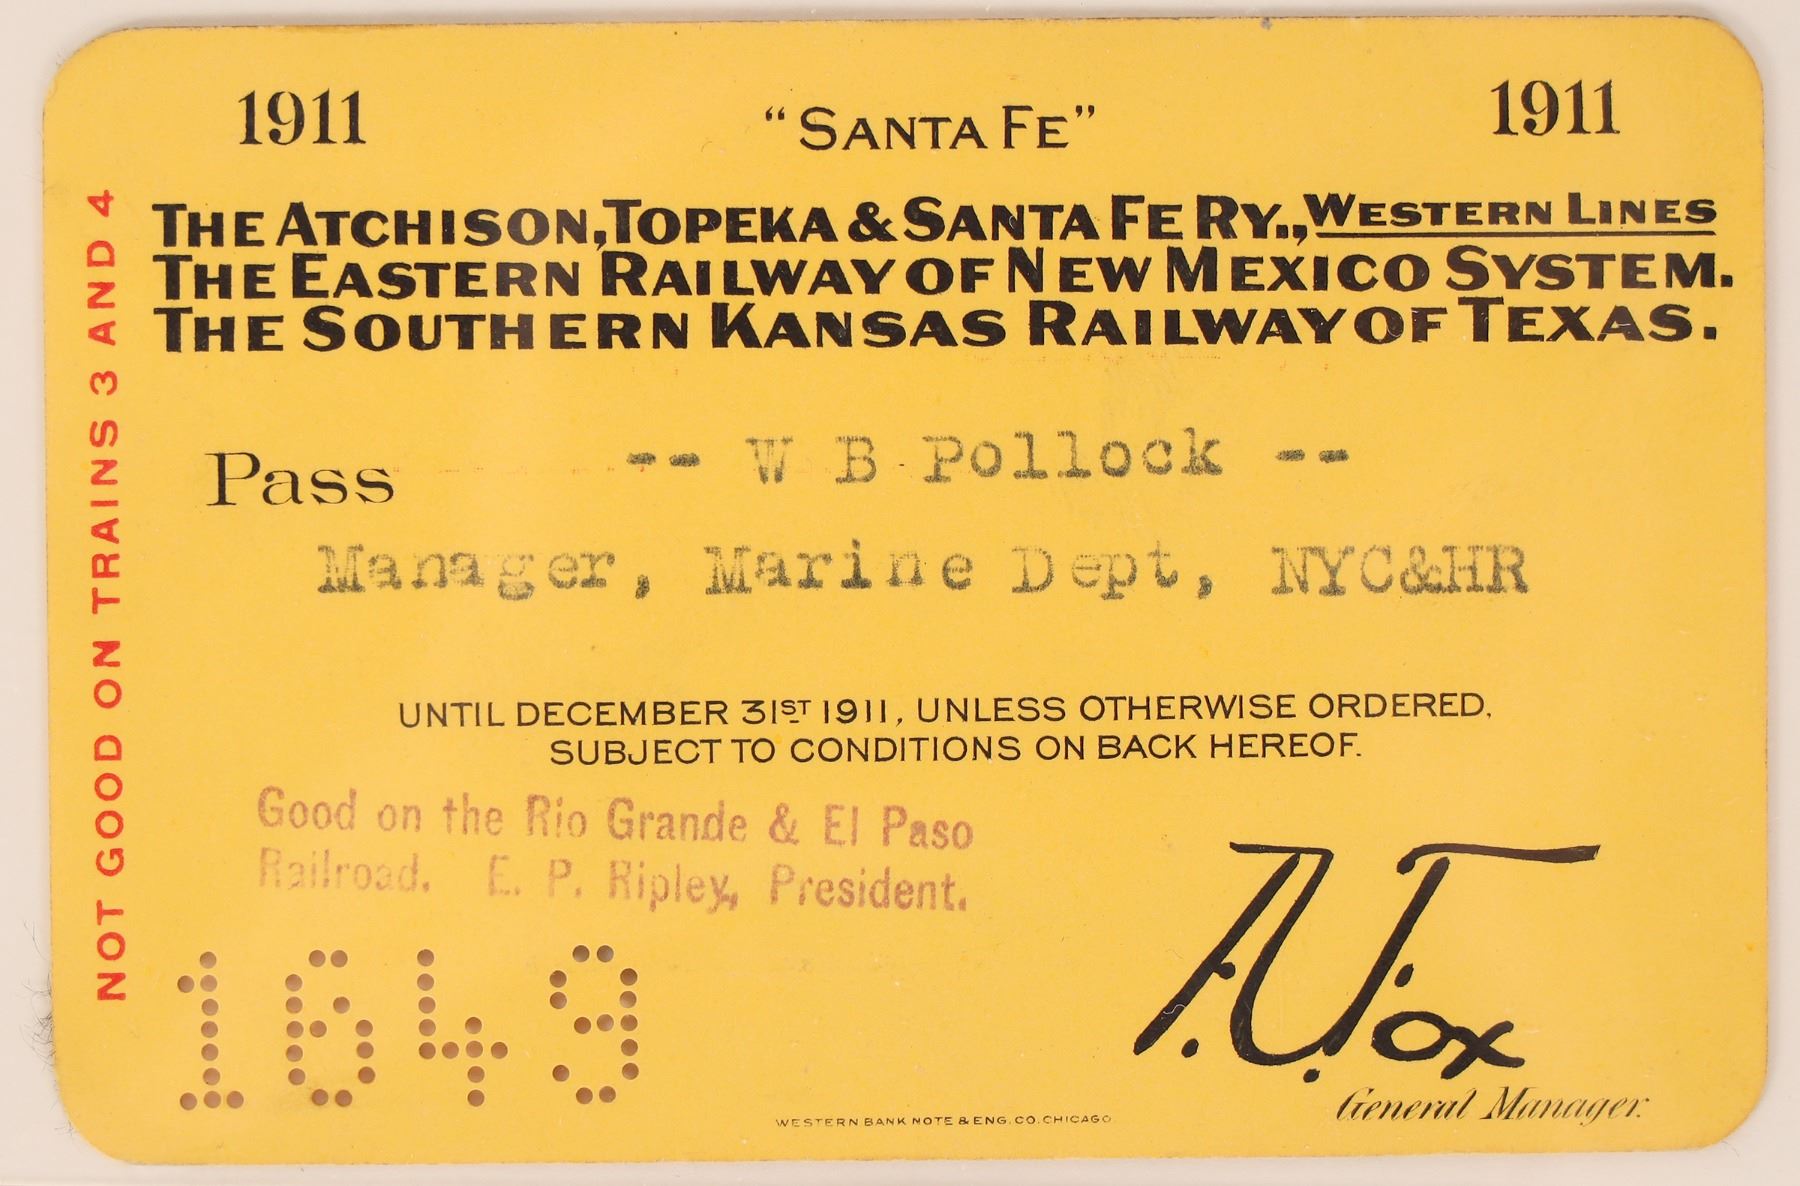 1911 "SANTA FE" 1911
THE ATCHISON, TOPEKA & SANTA FE RY., WESTERN LINES
THE EASTERN RAILWAY OF NEW MEXICO SYSTEM.
THE SOUTHERN KANSAS RAILWAY OF TEXAS.
Pass -- W B Pollock --
Manager, Marine Dept, NYC&HR
UNTIL DECEMBER 31ST 1911, UNLESS OTHERWISE ORDERED,
SUBJECT TO CONDITIONS ON BACK HEREOF.
Good on the Rio Grande & El Paso
Railroad. E. P. Ripley, President.
1649
Fox
General Manager.
WESTERN BANK NOTE & ENG. CO. CHICAGO
NOT GOOD ON TRAINS 3 AND 4